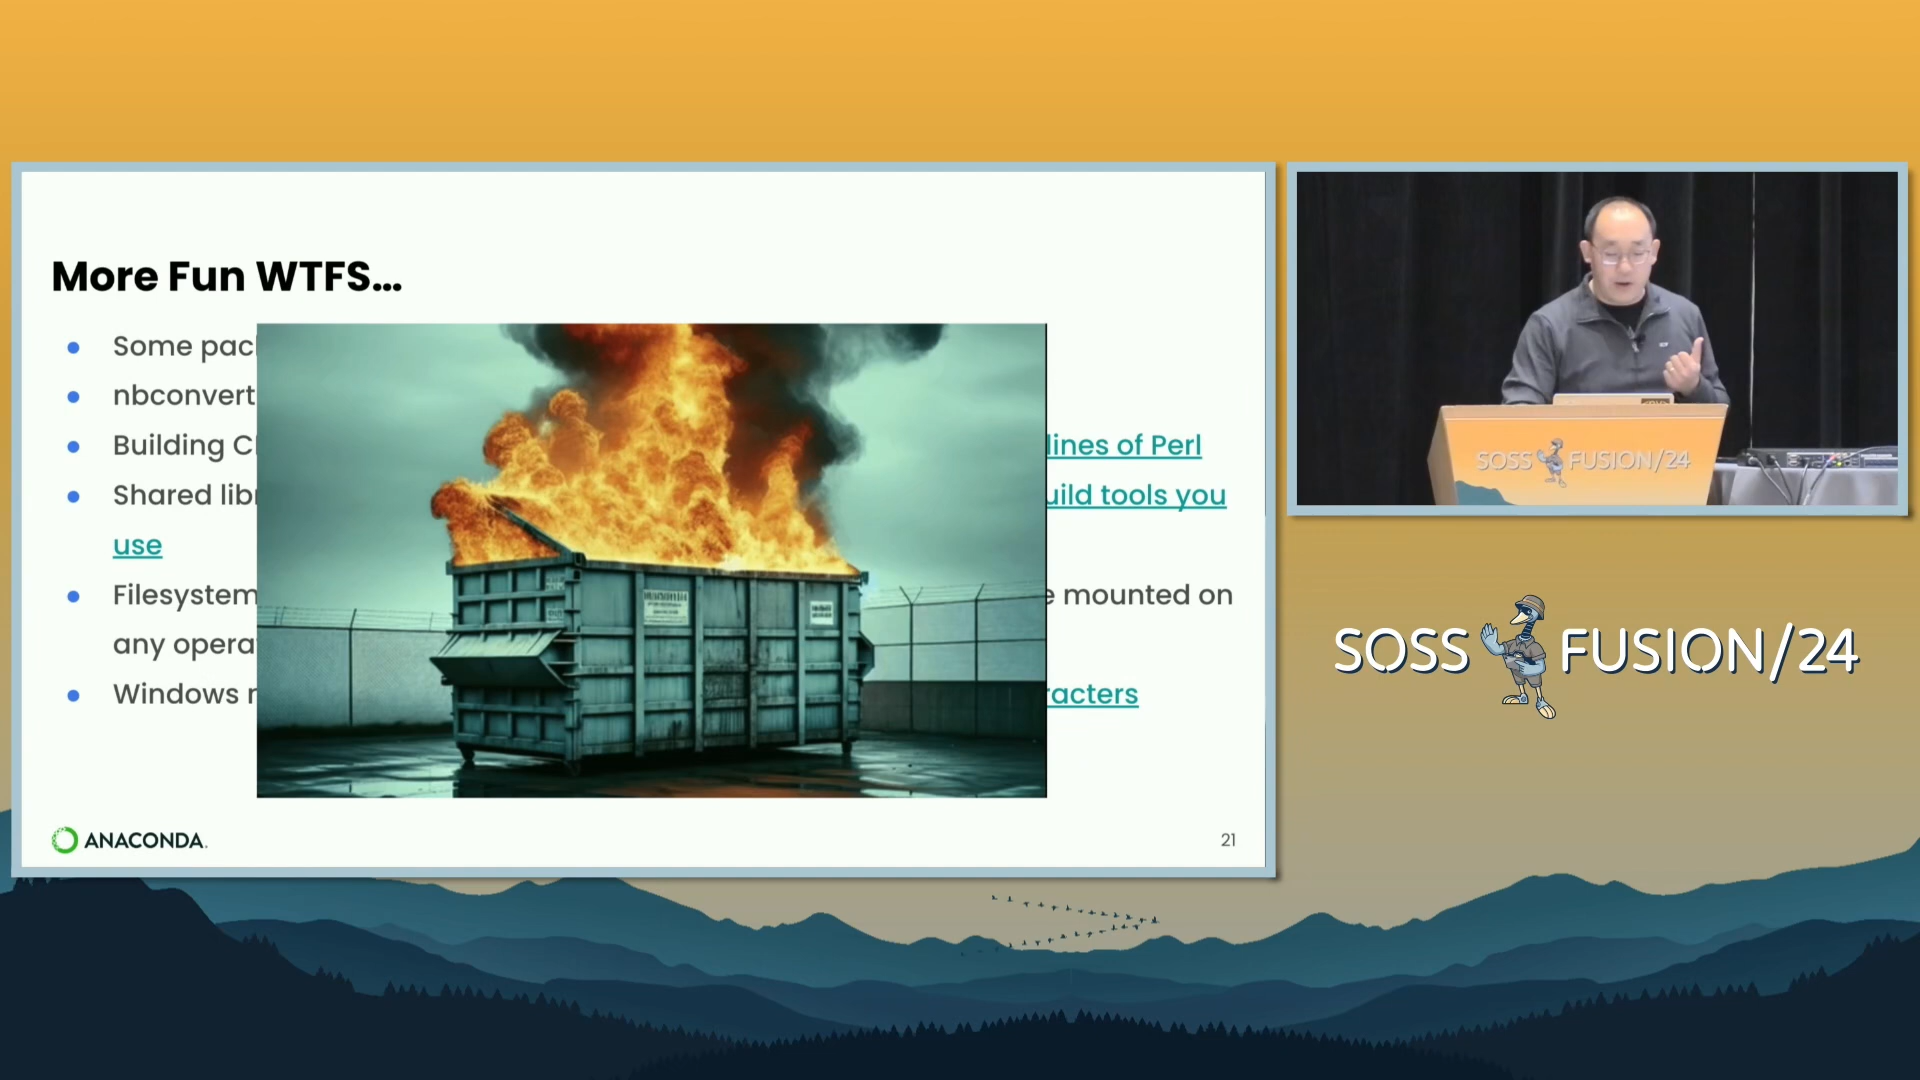 More Fun WTFS...
Some pac
nbconvert
Building C
lines of Perl
Shared lib
uild tools you
use
Filesystem
e mounted on
any opera
Windows
racters
ANACONDA.
21
SOSS FUSION/24
SOSS FUSION/24